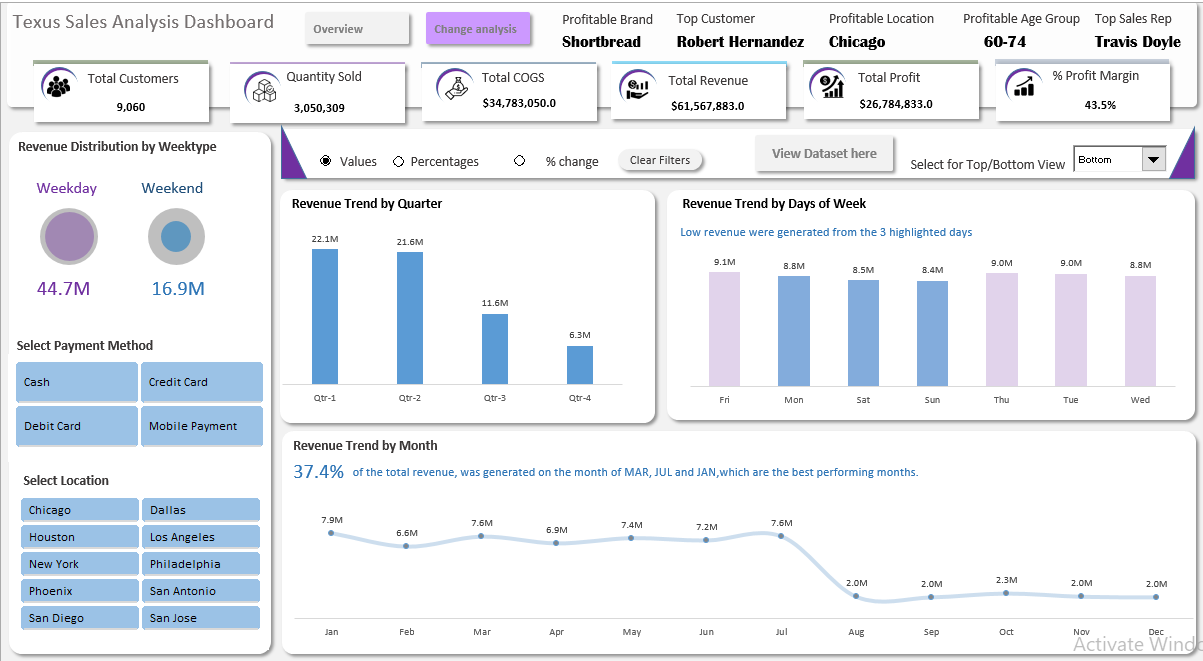 Texus Sales Analysis Dashboard
Overview
Change analysis
Profitable Brand
Shortbread
Top Customer
Robert Hernandez
Profitable Location
Chicago
Profitable Age Group
60-74
Top Sales Rep
Travis Doyle
Total Customers
9,060
Quantity Sold
3,050,309
Total COGS
$34,783,050.0
Total Revenue
$61,567,883.0
Total Profit
$26,784,833.0
% Profit Margin
43.5%
Revenue Distribution by Weektype
Weekday
Weekend
44.7M
16.9M
Select Payment Method
Cash
Credit Card
Debit Card
Mobile Payment
Select Location
Chicago
Dallas
Houston
Los Angeles
New York
Philadelphia
Phoenix
San Antonio
San Diego
San Jose
Values
Percentages
% change
Clear Filters
View Dataset here
Select for Top/Bottom View
Bottom
Revenue Trend by Quarter
22.1M
21.6M
11.6M
6.3M
Qtr-1
Qtr-2
Qtr-3
Qtr-4
Revenue Trend by Days of Week
Low revenue were generated from the 3 highlighted days
9.1M
8.8M
8.5M
8.4M
9.0M
9.0M
8.8M
Fri
Mon
Sat
Sun
Thu
Tue
Wed
Revenue Trend by Month
37.4% of the total revenue, was generated on the month of MAR, JUL and JAN,which are the best performing months.
7.9M
6.6M
7.6M
6.9M
7.4M
7.2M
7.6M
2.0M
2.0M
2.3M
2.0M
2.0M
Jan
Feb
Mar
Apr
May
Jun
Jul
Aug
Sep
Oct
Nov
Dec
Activate Wind